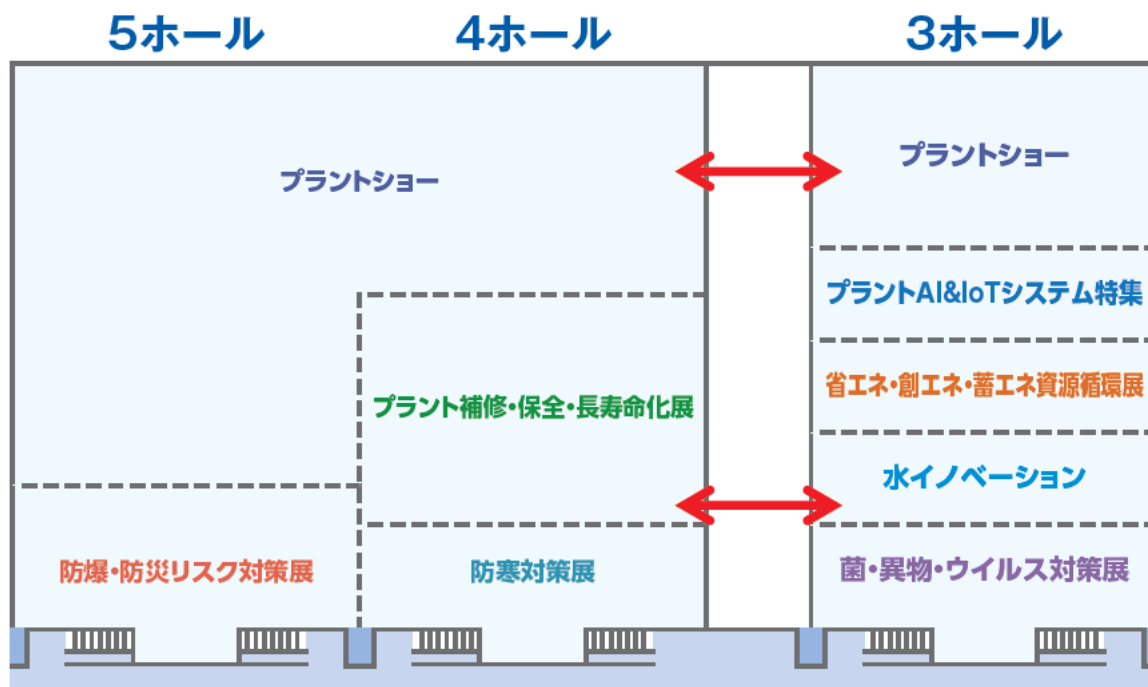 5ホール
4ホール
3ホール
プラントショー
プラントショー
プラントAI&IoTシステム特集
省エネ・創エネ・蓄エネ資源循環展
プラント補修・保全・長寿命化展
水イノベーション
防爆・防災リスク対策展
防寒対策展
菌・異物・ウイルス対策展